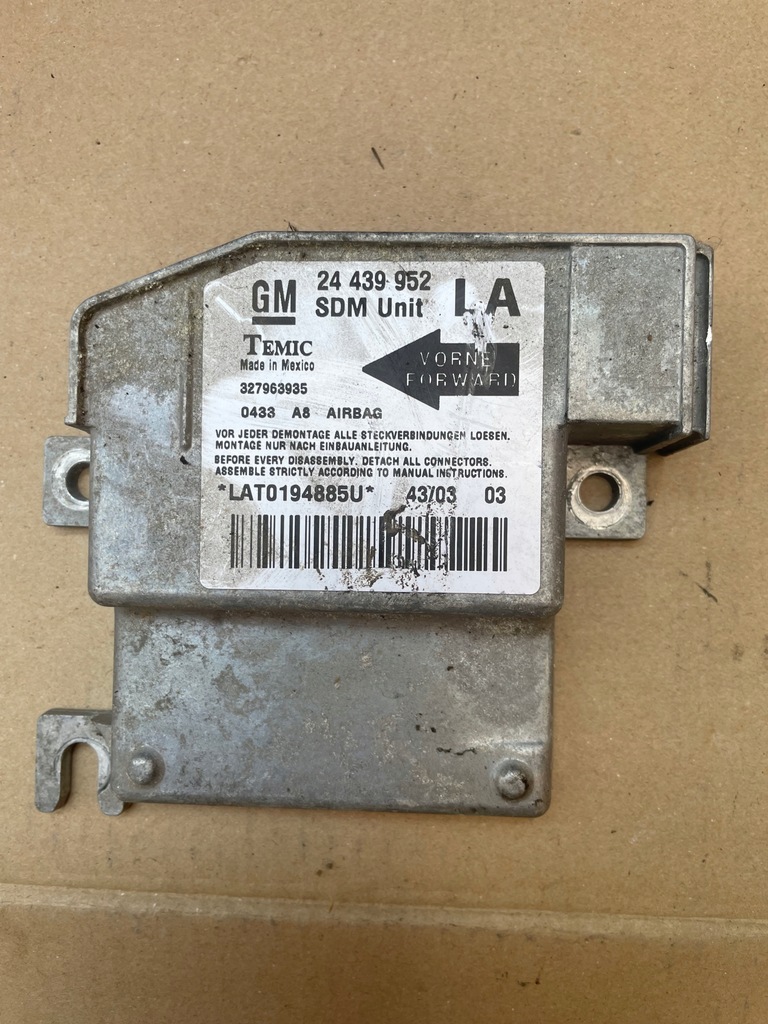 GM 24 439 952 LA
SDM Unit
TEMIC
Made in Mexico
VORNE
FORWARD
327963935
0433 A8 AIRBAG
VOR JEDER DEMONTAGE ALLE STECKVERBINDUNGEN LOESEN.
MONTAGE NUR NACH EINBAUANLEITUNG.
BEFORE EVERY DISASSEMBLY. DETACH ALL CONNECTORS.
ASSEMBLE STRICTLY ACCORDING TO MANUAL INSTRUCTIONS.
*LAT0194885U* 43/03 03